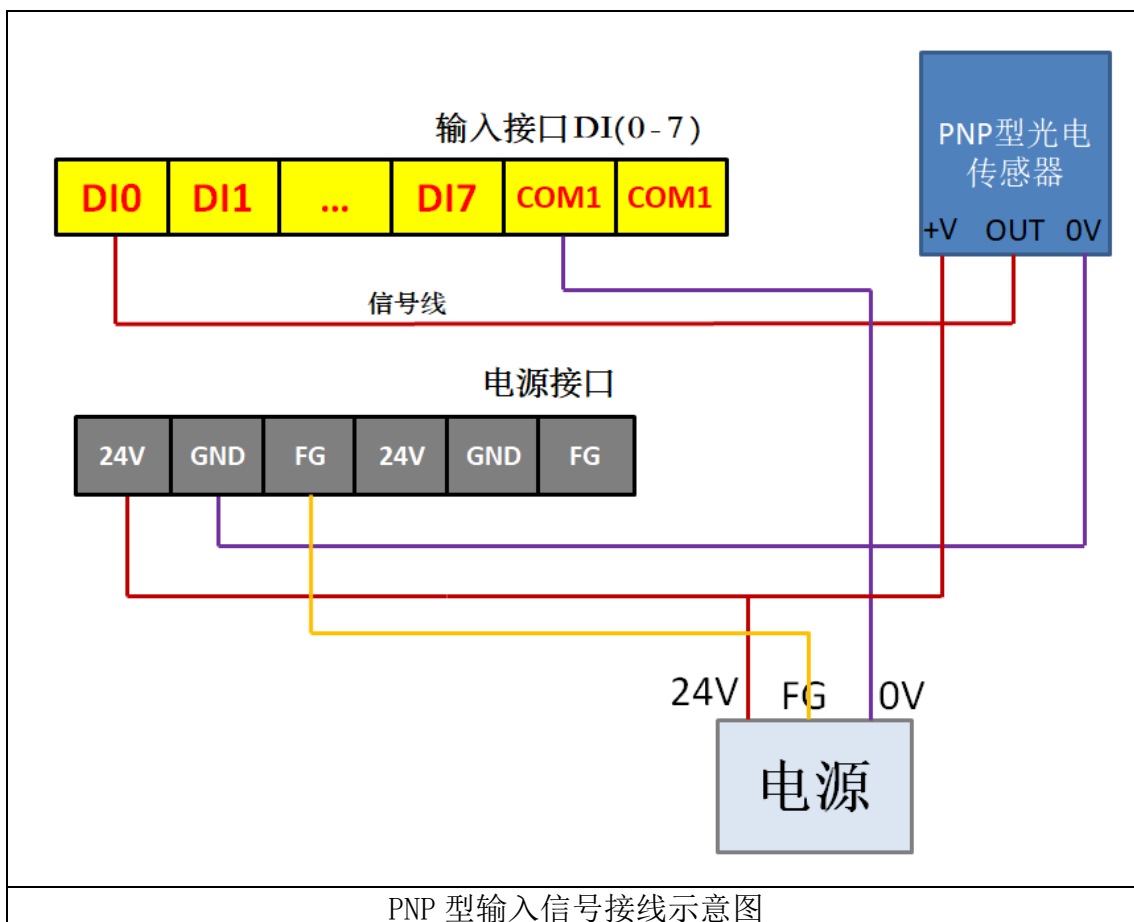 输入接口DI(0-7)
DI0 DI1 ... DI7 COM1 COM1
PNP型光电
传感器
+V OUT 0V
信号线
电源接口
24V GND FG 24V GND FG
24V FG 0V
电源
PNP 型输入信号接线示意图